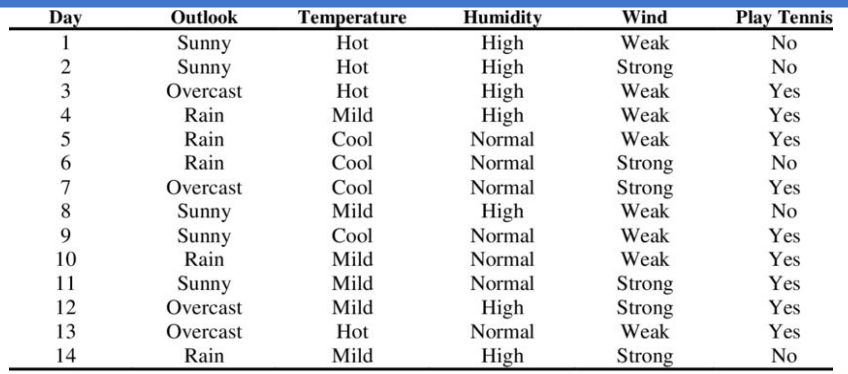 Day Outlook Temperature Humidity Wind Play Tennis
1 Sunny Hot High Weak No
2 Sunny Hot High Strong No
3 Overcast Hot High Weak Yes
4 Rain Mild High Weak Yes
5 Rain Cool Normal Weak Yes
6 Rain Cool Normal Strong No
7 Overcast Cool Normal Strong Yes
8 Sunny Mild High Weak No
9 Sunny Cool Normal Weak Yes
10 Rain Mild Normal Weak Yes
11 Sunny Mild Normal Strong Yes
12 Overcast Mild High Strong Yes
13 Overcast Hot Normal Weak Yes
14 Rain Mild High Strong No